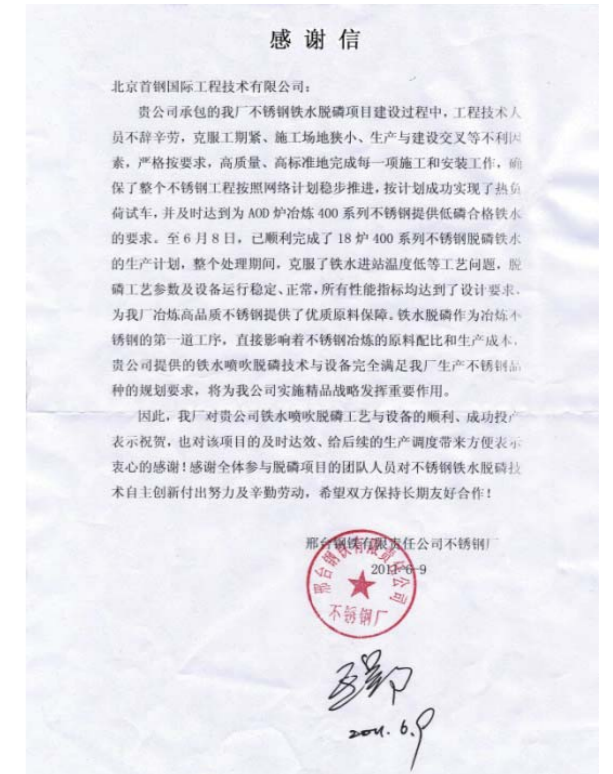 感谢信
北京首钢国际工程技术有限公司：
贵公司承包的我厂不锈钢铁水脱磷项目建设过程中，工程技术人
员不辞辛劳，克服工期紧、施工场地狭小、生产与建设交叉等不利因
素，严格按要求，高质量、高标准地完成每一项施工和安装工作，确
保了整个不锈钢工程按照网络计划稳步推进，按计划成功实现了热负
荷试车，并及时达到为AOD炉冶炼400系列不锈钢提供低磷合格铁水
的要求。至6月8日，已顺利完成了18炉400系列不锈钢脱磷铁水
的生产计划，整个处理期间，克服了铁水进站温度低等工艺问题，脱
磷工艺参数及设备运行稳定、正常，所有性能指标均达到了设计要求，
为我厂冶炼高品质不锈钢提供了优质原料保障。铁水脱磷作为冶炼不
锈钢的第一道工序，直接影响着不锈钢冶炼的原料配比和生产成本，
贵公司提供的铁水喷吹脱磷技术与设备完全满足我厂生产不锈钢品
种的规划要求，将为我公司实施精品战略发挥重要作用。
因此，我厂对贵公司铁水喷吹脱磷工艺与设备的顺利、成功投产
表示祝贺，也对该项目的及时达效、给后续的生产调度带来方便表示
衷心的感谢！感谢全体参与脱磷项目的团队人员对不锈钢铁水脱磷技
术自主创新付出努力及辛勤劳动，希望双方保持长期友好合作！
邢台钢铁有限责任公司不锈钢厂
2011-6-9
邢台钢铁有限责任公司
不锈钢厂
2011.6.9